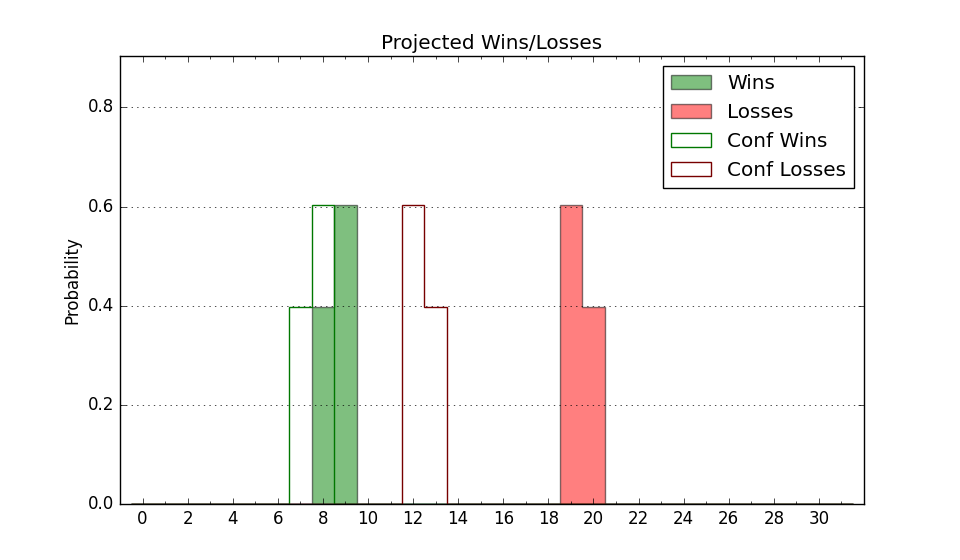 Projected Wins/Losses
Wins
Losses
Conf Wins
Conf Losses
Probability
0.8
0.6
0.4
0.2
0.0
0 2 4 6 8 10 12 14 16 18 20 22 24 26 28 30